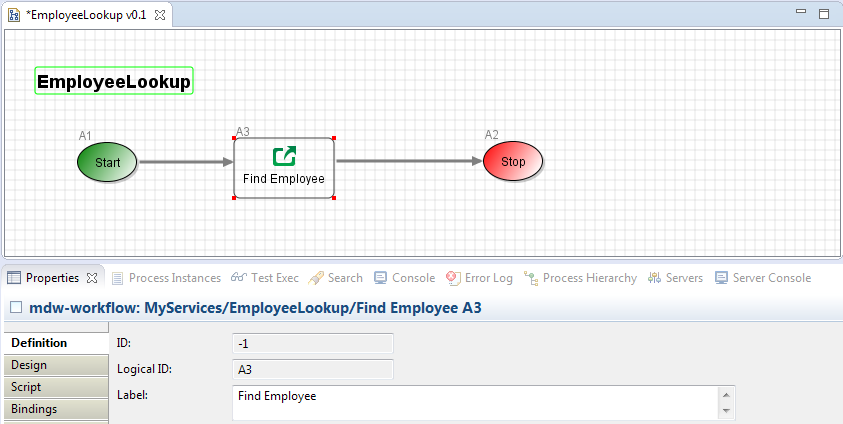 *EmployeeLookup v0.1
EmployeeLookup
A1
A3
A2
Start
Find Employee
Stop
Properties Process Instances Test Exec Search Console Error Log Process Hierarchy Servers Server Console
mdw-workflow: MyServices/EmployeeLookup/Find Employee A3
Definition
ID: -1
Design
Logical ID: A3
Script
Label: Find Employee
Bindings